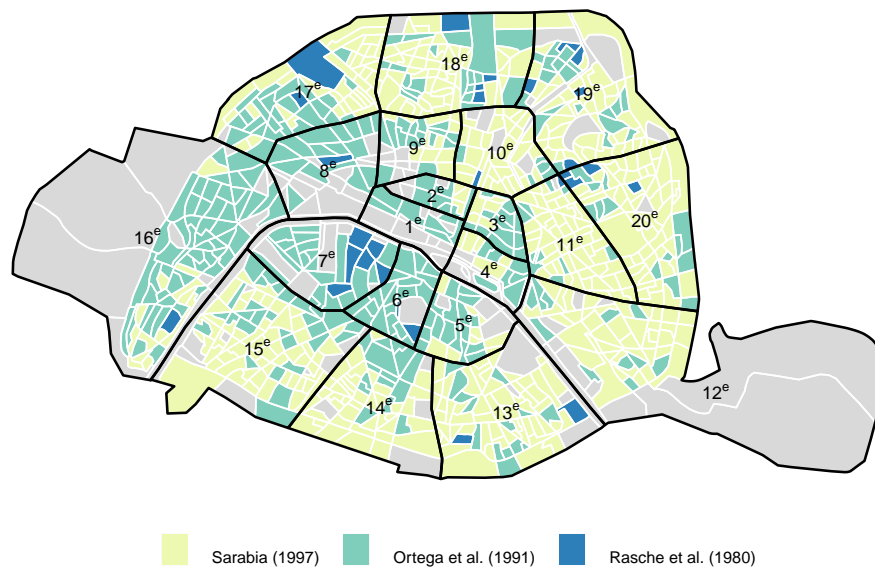 18ᵉ
17ᵉ
19ᵉ
9ᵉ
10ᵉ
8ᵉ
2ᵉ
20ᵉ
1ᵉ
3ᵉ
16ᵉ
11ᵉ
7ᵉ
4ᵉ
6ᵉ
5ᵉ
15ᵉ
12ᵉ
14ᵉ
13ᵉ
Sarabia (1997) Ortega et al. (1991) Rasche et al. (1980)